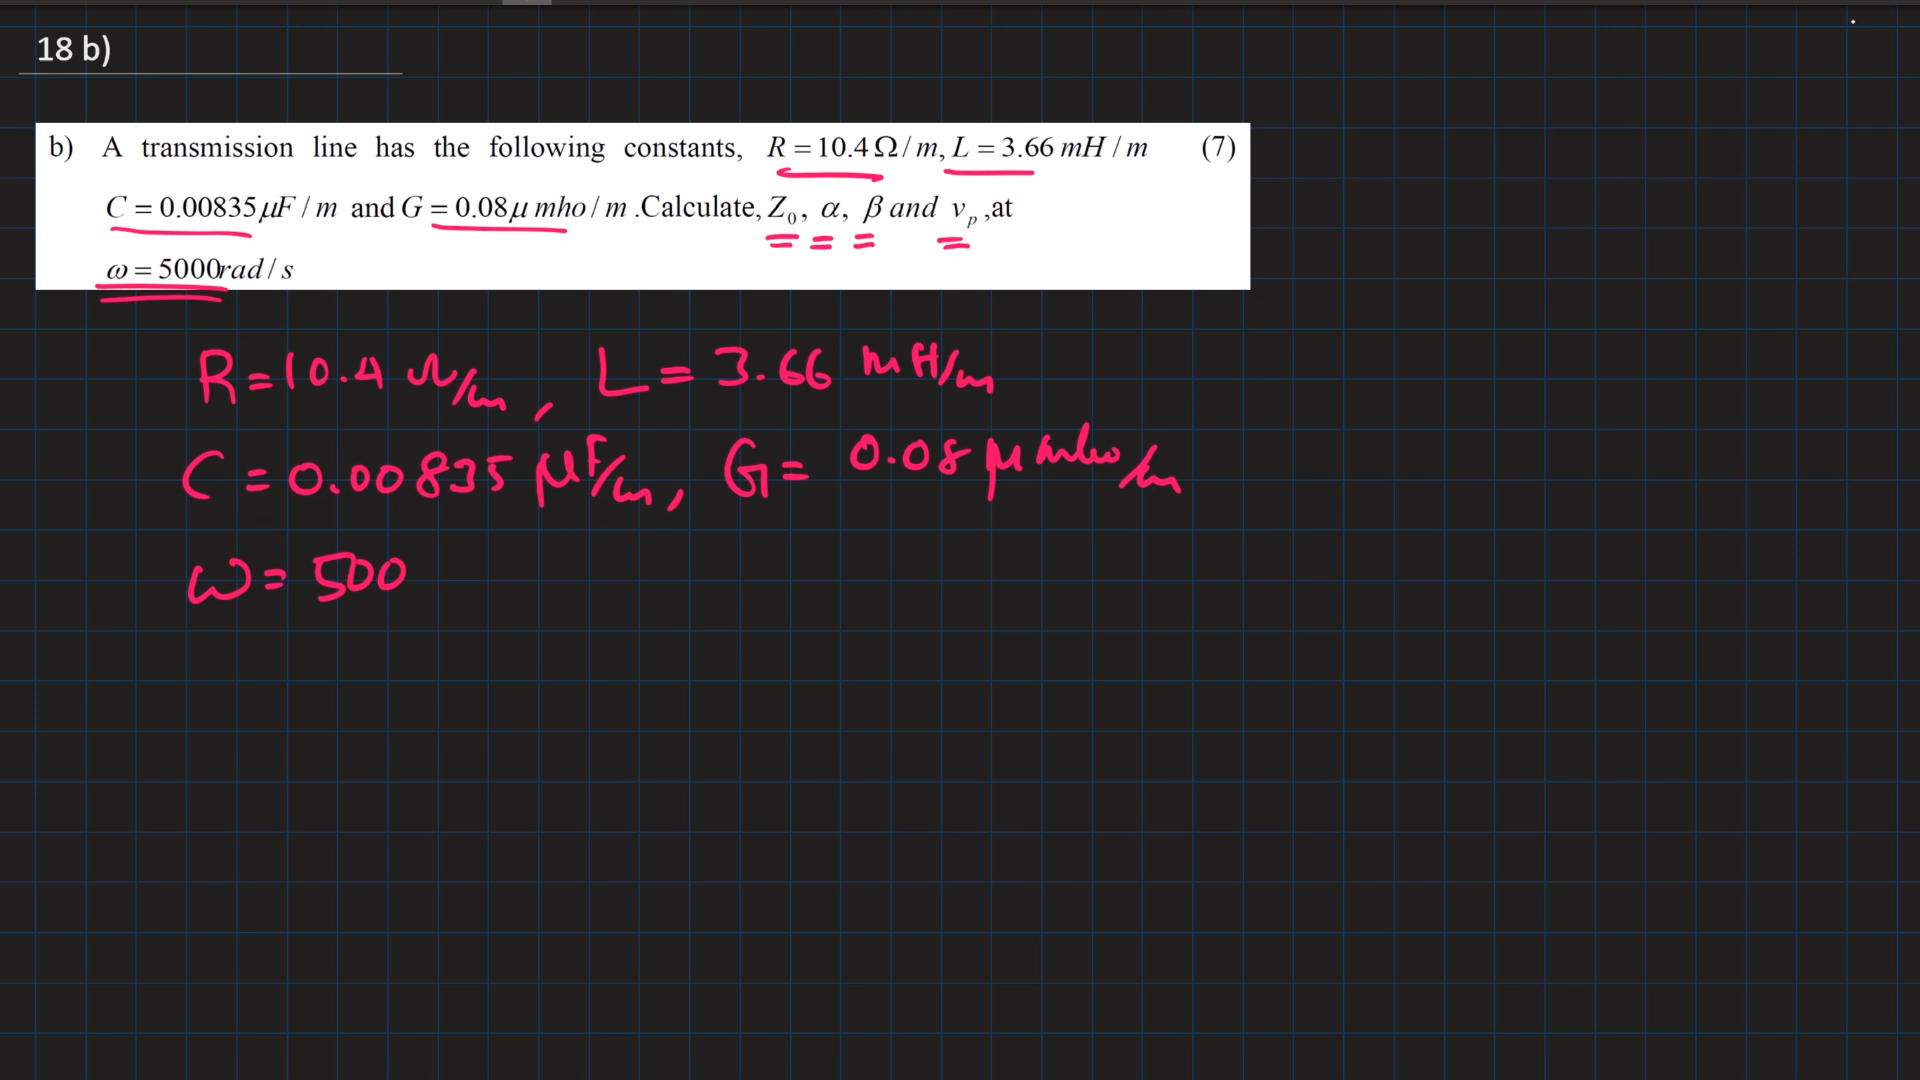 18 b)
b) A transmission line has the following constants, R = 10.4 Ω / m, L = 3.66 mH / m (7)
C = 0.00835 μF / m and G = 0.08 μ mho / m .Calculate, Z₀, α, β and vₚ ,at
ω = 5000rad / s
R = 10.4 Ω/m, L = 3.66 mH/m
C = 0.00835 μF/m, G = 0.08 μ mho/m
ω = 500